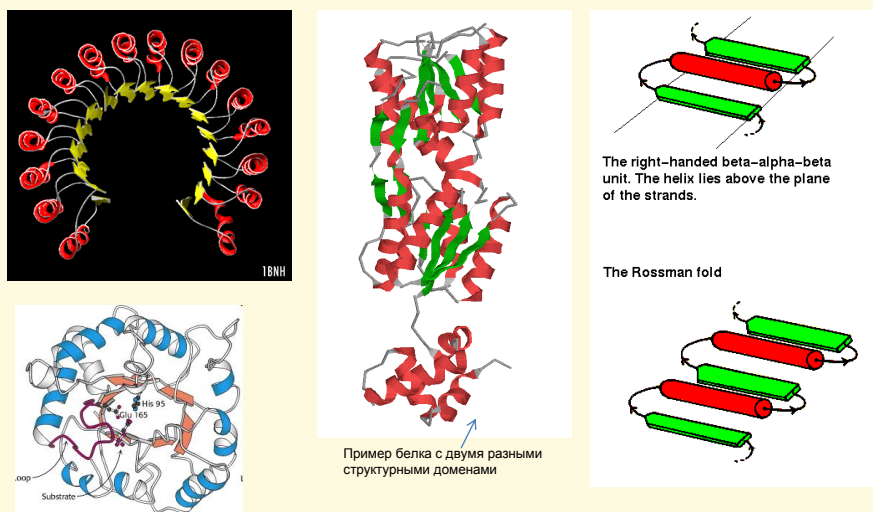 1BNH
His 95
Glu 165
Loop
Substrate
L
Пример белка с двумя разными
структурными доменами
The right-handed beta-alpha-beta
unit. The helix lies above the plane
of the strands.
The Rossman fold